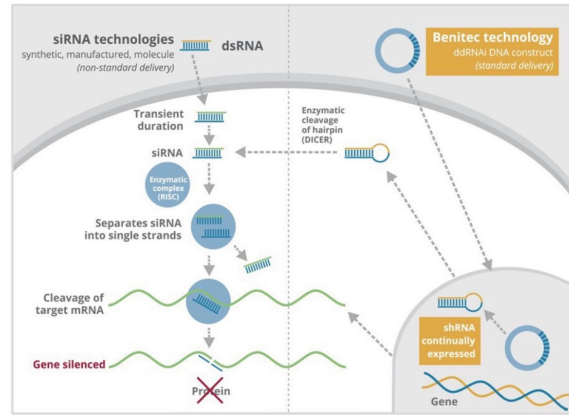 siRNA technologies
synthetic, manufactured, molecule
(non-standard delivery)
dsRNA
Benitec technology
ddRNAi DNA construct
(standard delivery)
Transient
duration
Enzymatic
cleavage
of hairpin
(DICER)
siRNA
Enzymatic
complex
(RISC)
Separates siRNA
into single strands
Cleavage of
target mRNA
shRNA
continually
expressed
Gene silenced
Protein
Gene